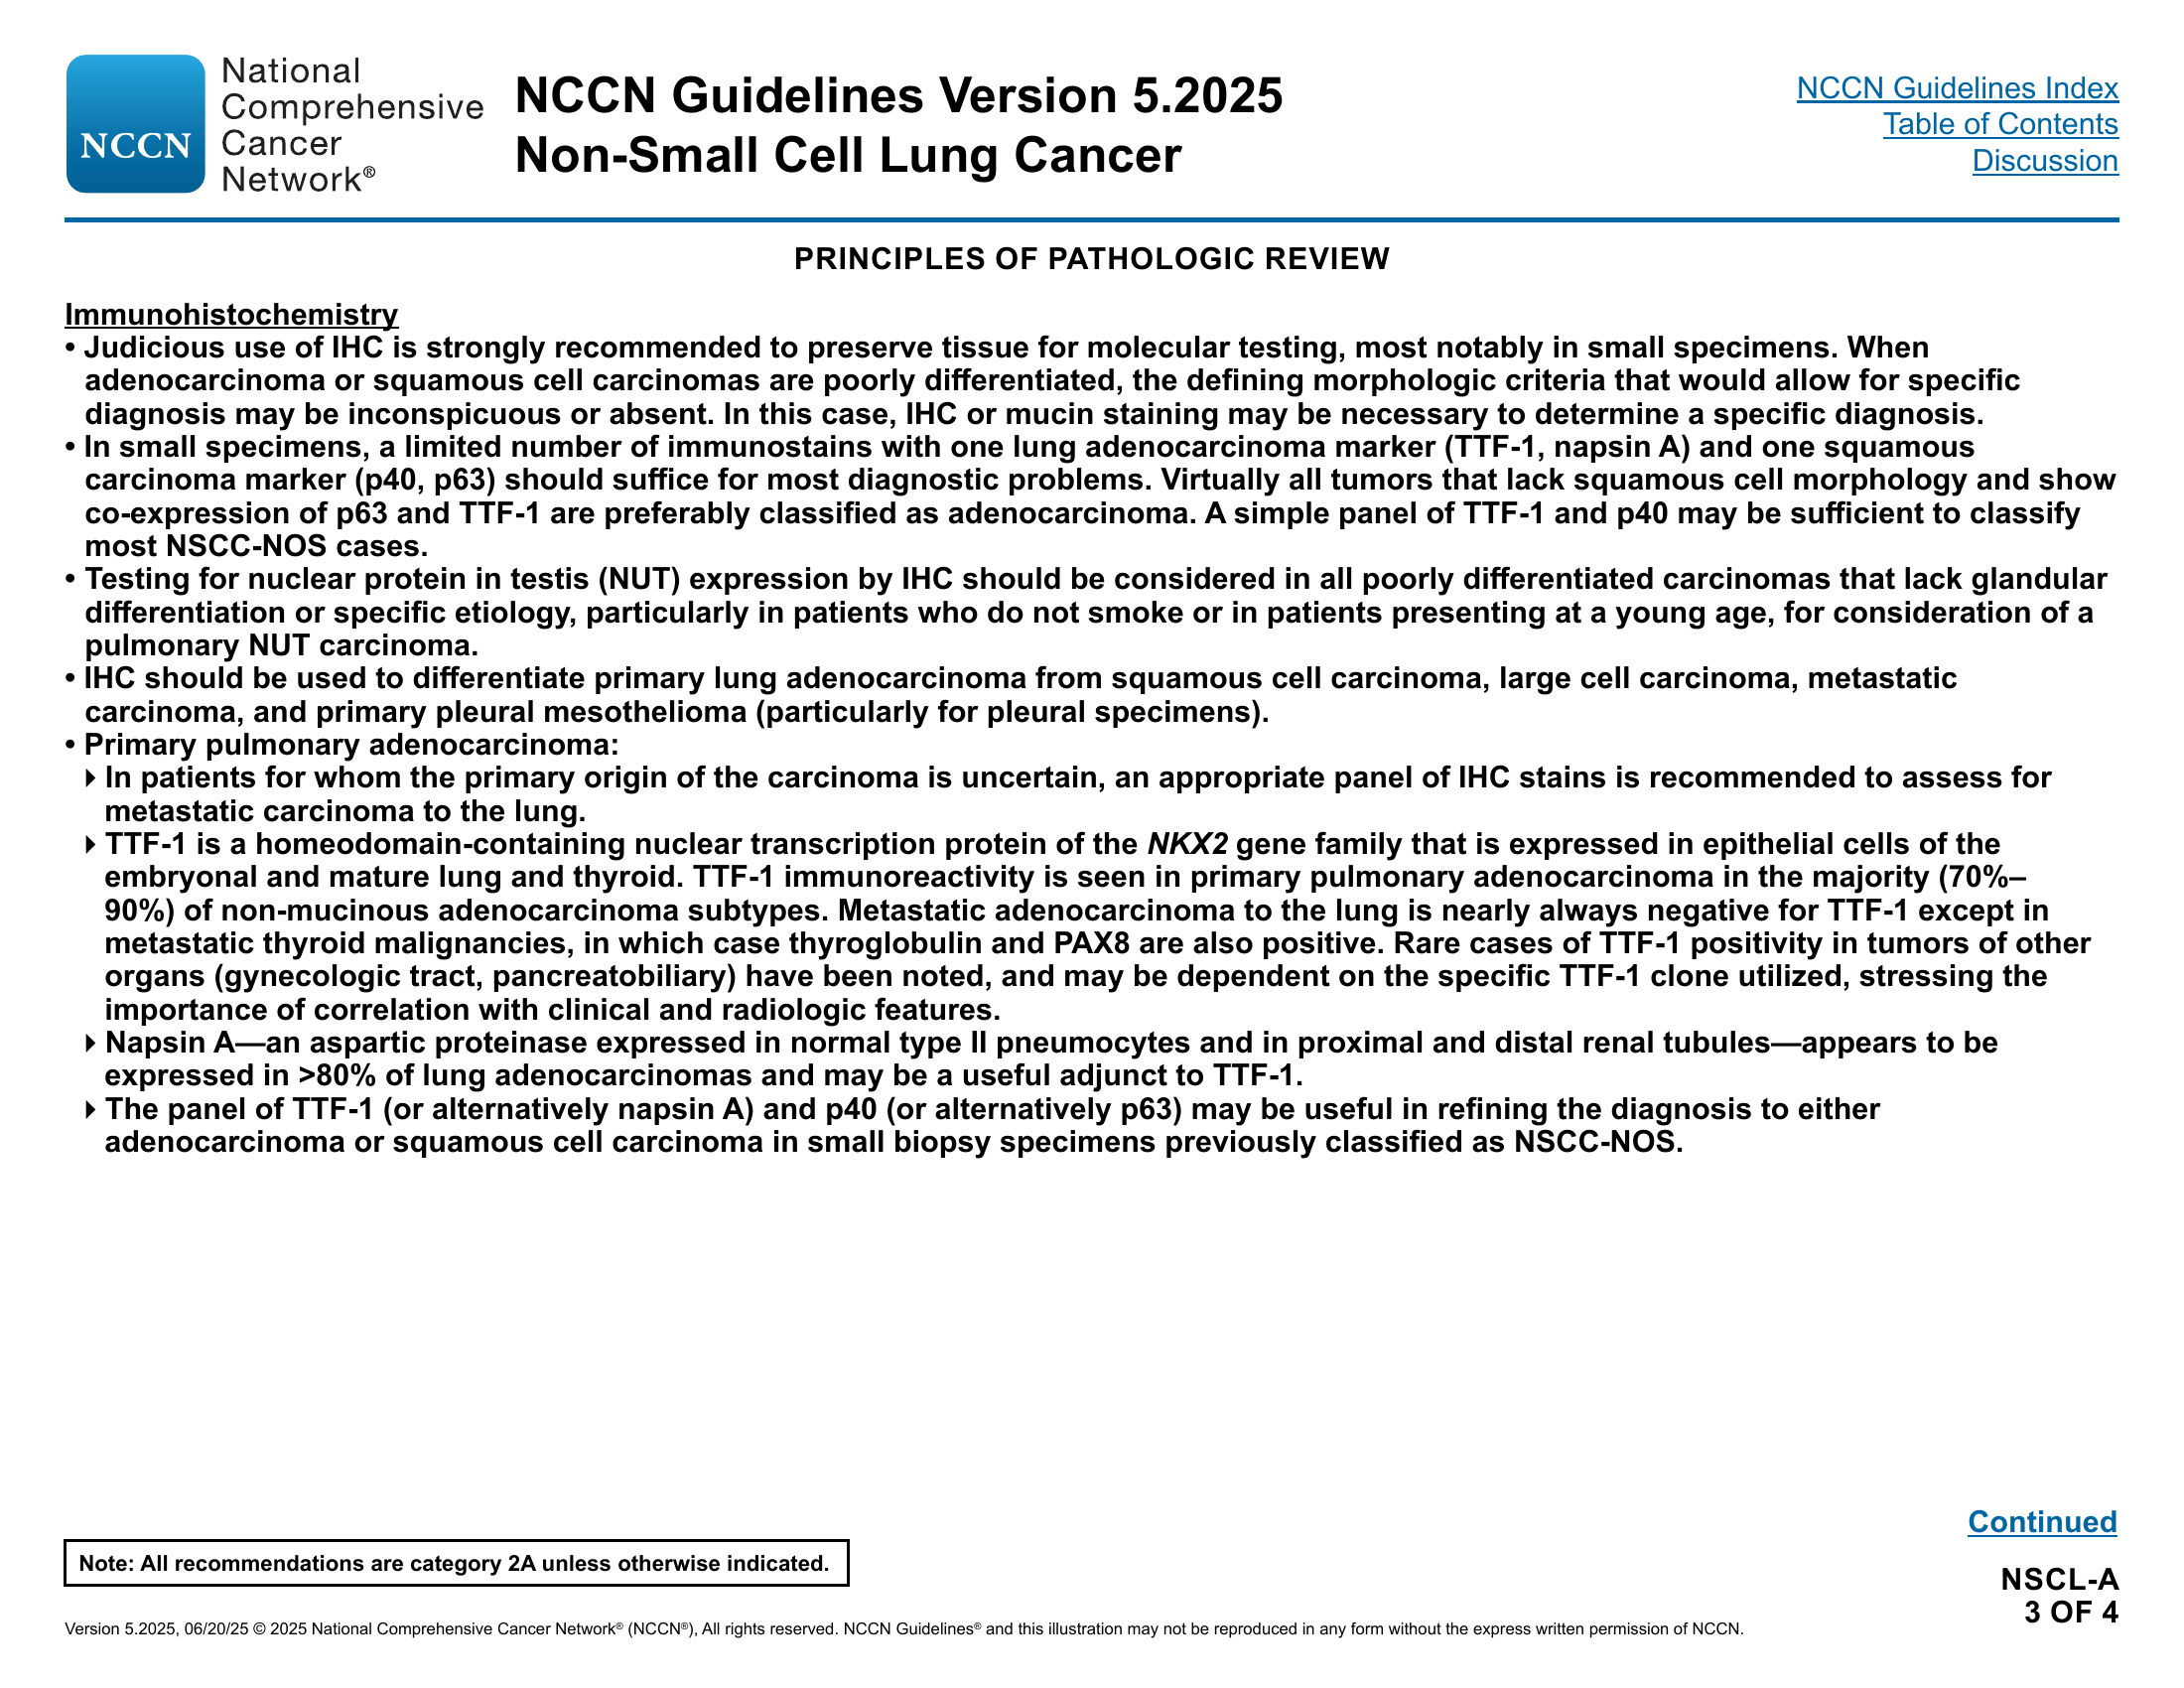 National
Comprehensive
NCCN Cancer
Network®
NCCN Guidelines Version 5.2025
Non-Small Cell Lung Cancer
NCCN Guidelines Index
Table of Contents
Discussion
PRINCIPLES OF PATHOLOGIC REVIEW
Immunohistochemistry
• Judicious use of IHC is strongly recommended to preserve tissue for molecular testing, most notably in small specimens. When
adenocarcinoma or squamous cell carcinomas are poorly differentiated, the defining morphologic criteria that would allow for specific
diagnosis may be inconspicuous or absent. In this case, IHC or mucin staining may be necessary to determine a specific diagnosis.
• In small specimens, a limited number of immunostains with one lung adenocarcinoma marker (TTF-1, napsin A) and one squamous
carcinoma marker (p40, p63) should suffice for most diagnostic problems. Virtually all tumors that lack squamous cell morphology and show
co-expression of p63 and TTF-1 are preferably classified as adenocarcinoma. A simple panel of TTF-1 and p40 may be sufficient to classify
most NSCC-NOS cases.
• Testing for nuclear protein in testis (NUT) expression by IHC should be considered in all poorly differentiated carcinomas that lack glandular
differentiation or specific etiology, particularly in patients who do not smoke or in patients presenting at a young age, for consideration of a
pulmonary NUT carcinoma.
• IHC should be used to differentiate primary lung adenocarcinoma from squamous cell carcinoma, large cell carcinoma, metastatic
carcinoma, and primary pleural mesothelioma (particularly for pleural specimens).
• Primary pulmonary adenocarcinoma:
▸ In patients for whom the primary origin of the carcinoma is uncertain, an appropriate panel of IHC stains is recommended to assess for
metastatic carcinoma to the lung.
▸ TTF-1 is a homeodomain-containing nuclear transcription protein of the NKX2 gene family that is expressed in epithelial cells of the
embryonal and mature lung and thyroid. TTF-1 immunoreactivity is seen in primary pulmonary adenocarcinoma in the majority (70%–
90%) of non-mucinous adenocarcinoma subtypes. Metastatic adenocarcinoma to the lung is nearly always negative for TTF-1 except in
metastatic thyroid malignancies, in which case thyroglobulin and PAX8 are also positive. Rare cases of TTF-1 positivity in tumors of other
organs (gynecologic tract, pancreatobiliary) have been noted, and may be dependent on the specific TTF-1 clone utilized, stressing the
importance of correlation with clinical and radiologic features.
▸ Napsin A—an aspartic proteinase expressed in normal type II pneumocytes and in proximal and distal renal tubules—appears to be
expressed in >80% of lung adenocarcinomas and may be a useful adjunct to TTF-1.
▸ The panel of TTF-1 (or alternatively napsin A) and p40 (or alternatively p63) may be useful in refining the diagnosis to either
adenocarcinoma or squamous cell carcinoma in small biopsy specimens previously classified as NSCC-NOS.
Continued
Note: All recommendations are category 2A unless otherwise indicated.
NSCL-A
3 OF 4
Version 5.2025, 06/20/25 © 2025 National Comprehensive Cancer Network® (NCCN®), All rights reserved. NCCN Guidelines® and this illustration may not be reproduced in any form without the express written permission of NCCN.